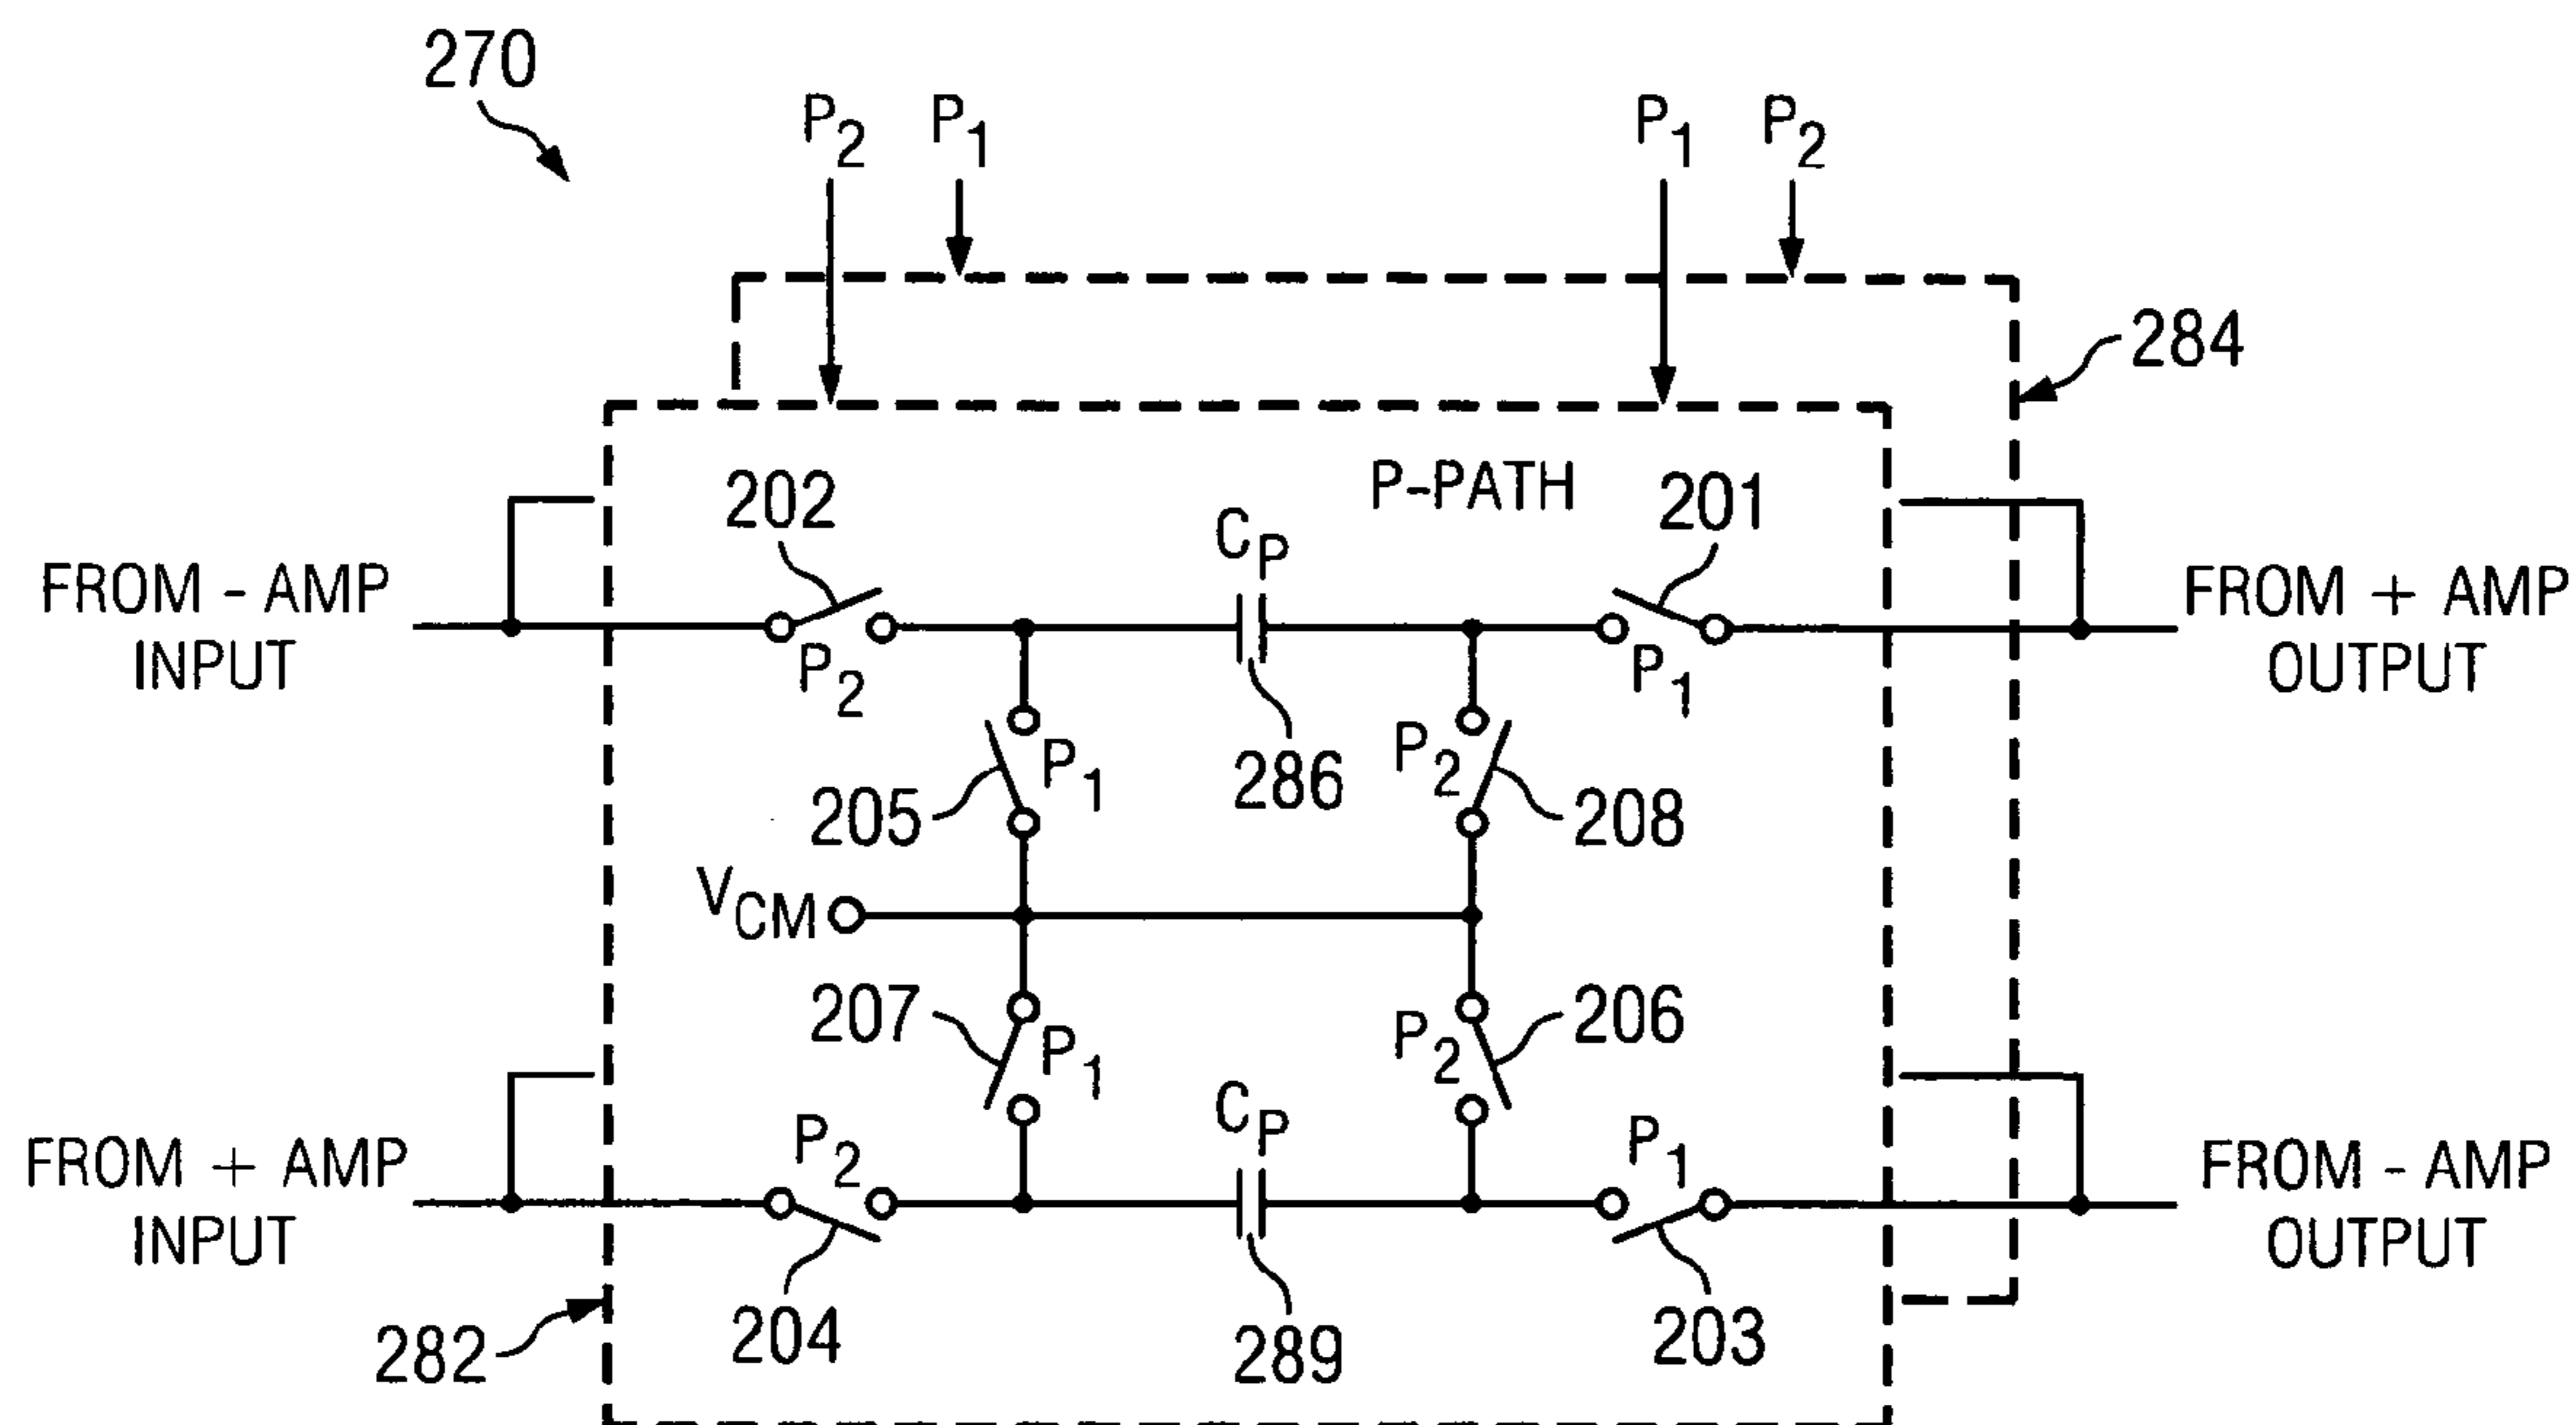 270
P2 P1 P1 P2
284
P-PATH
202 CP 201
FROM - AMP
INPUT
FROM + AMP
OUTPUT
P2 P1
205 P1 286 P2 208
VCM
207 P1 P2 206
FROM + AMP
INPUT
P2 CP P1
FROM - AMP
OUTPUT
282 204 289 203